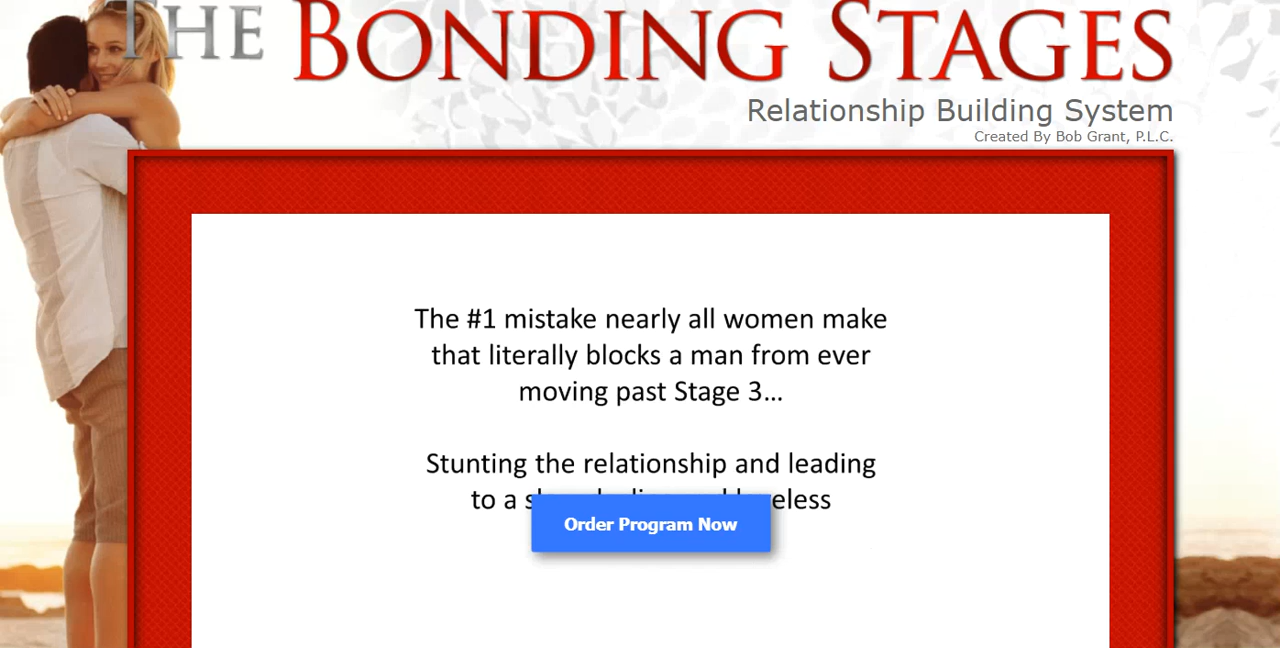 THE BONDING STAGES
Relationship Building System
Created By Bob Grant, P.L.C.
The #1 mistake nearly all women make
that literally blocks a man from ever
moving past Stage 3...
Stunting the relationship and leading
to a
Order Program Now